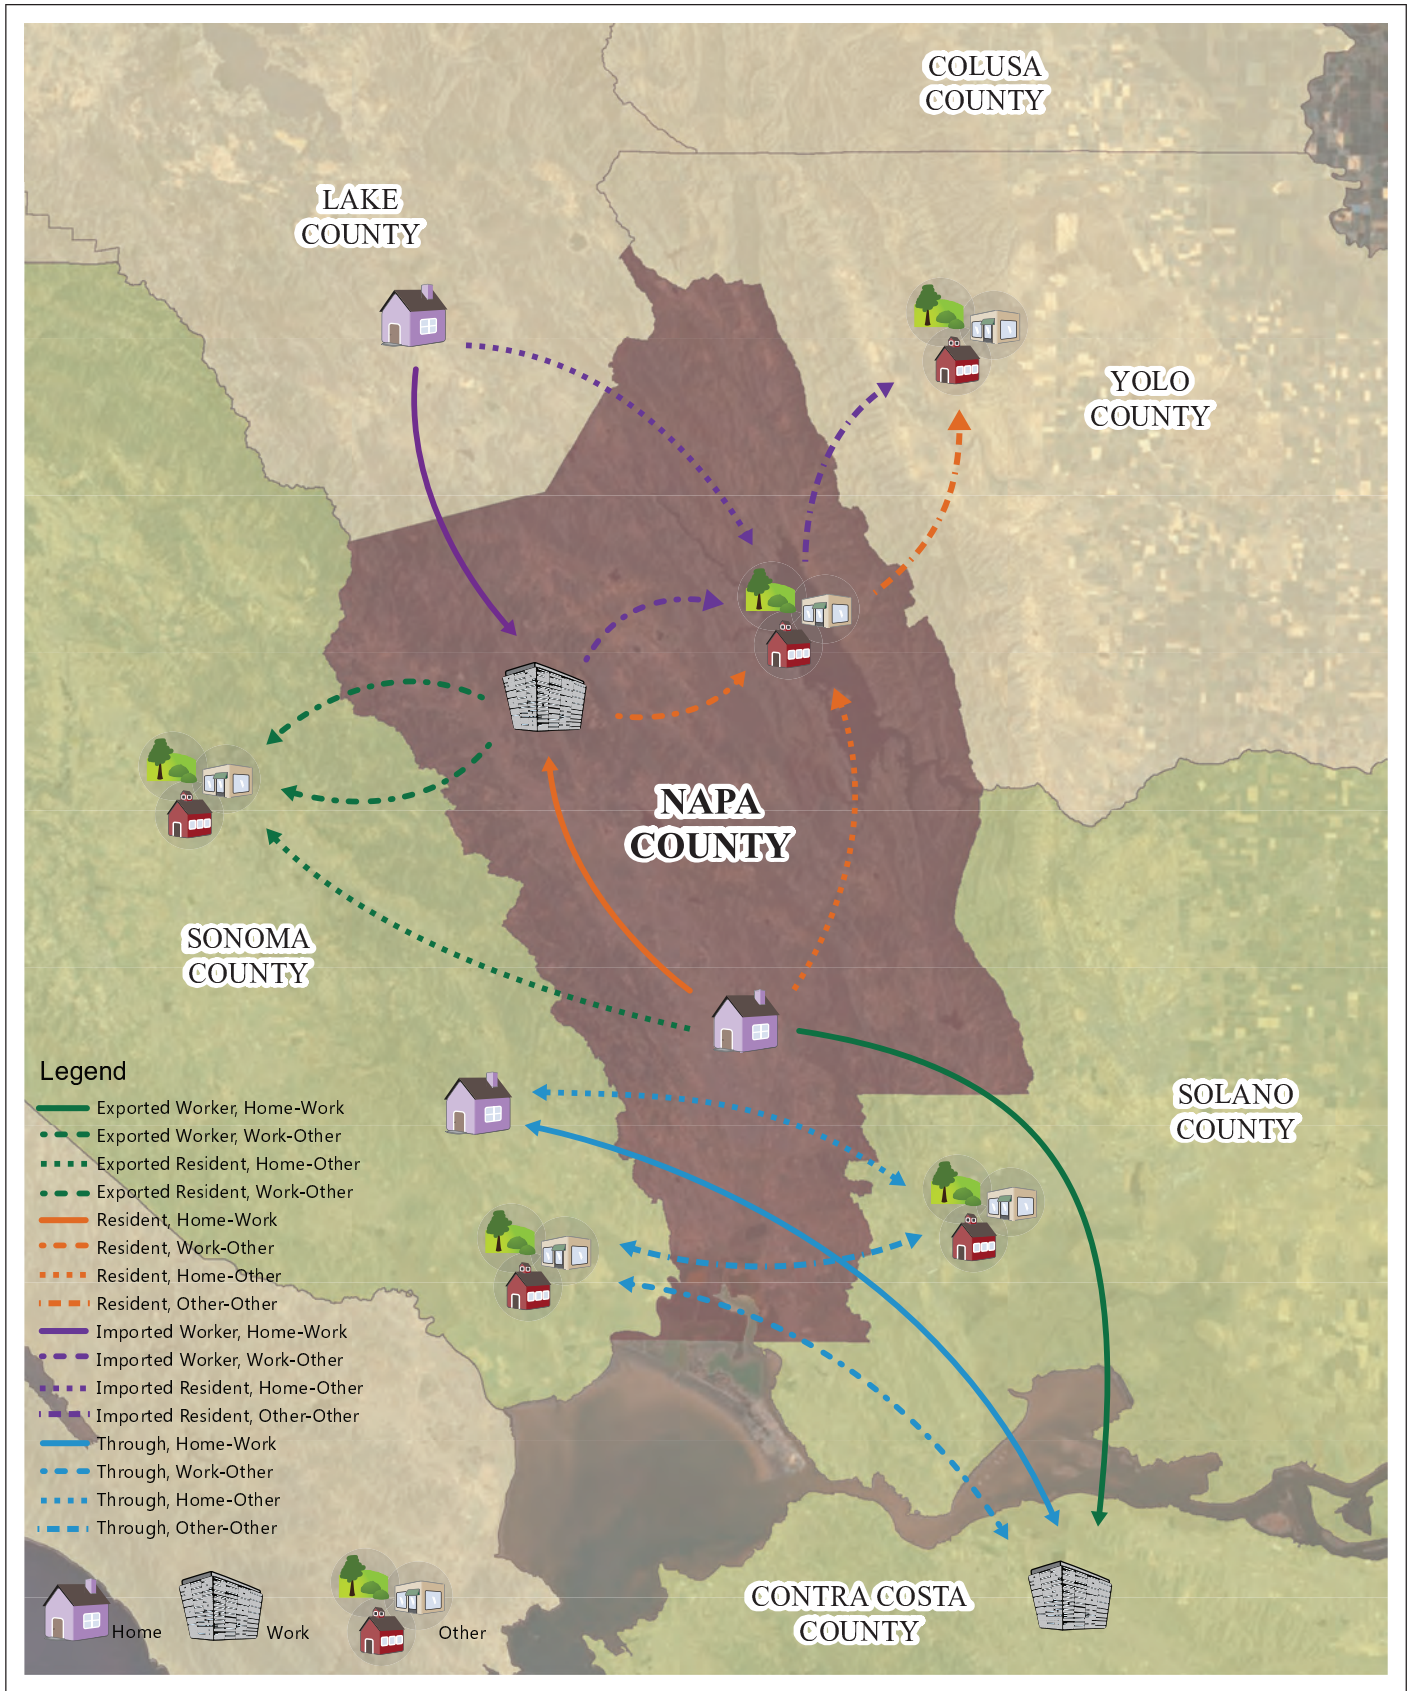 COLUSA
COUNTY
LAKE
COUNTY
YOLO
COUNTY
NAPA
COUNTY
SONOMA
COUNTY
SOLANO
COUNTY
CONTRA COSTA
COUNTY
Legend
Exported Worker, Home-Work
Exported Worker, Work-Other
Exported Resident, Home-Other
Exported Resident, Work-Other
Resident, Home-Work
Resident, Work-Other
Resident, Home-Other
Resident, Other-Other
Imported Worker, Home-Work
Imported Worker, Work-Other
Imported Resident, Home-Other
Imported Resident, Other-Other
Through, Home-Work
Through, Work-Other
Through, Home-Other
Through, Other-Other
Home
Work
Other